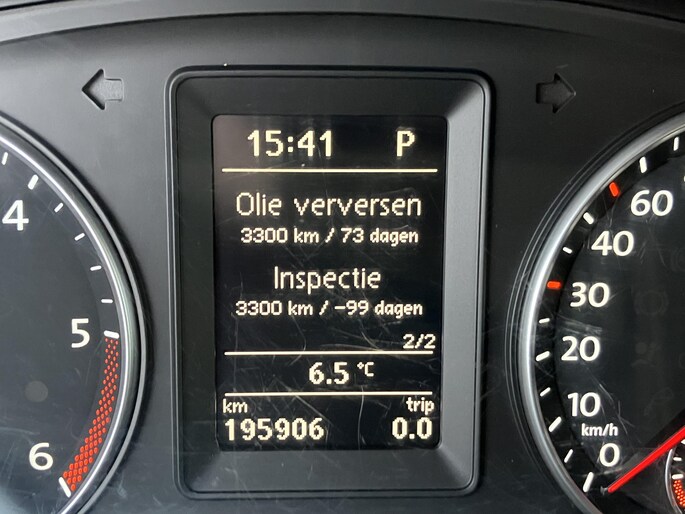 15:41 P
Olie verversen
3300 km / 73 dagen
Inspectie
3300 km / -99 dagen
2/2
6.5 °C
km trip
195906 0.0
4
5
6
60
40
30
20
10
km/h
0